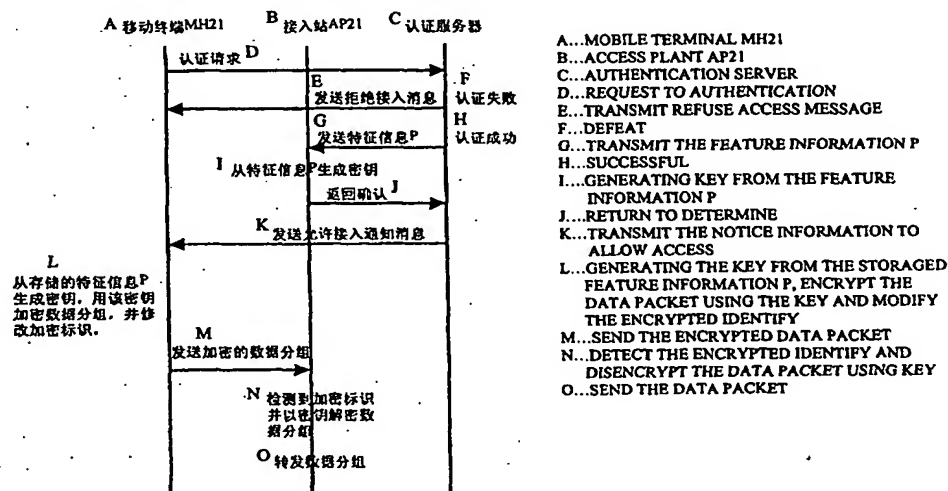 A 移动终端MH21
B 接入站AP21
C 认证服务器
认证请求 D
E
发送拒绝接入消息
F
认证失败
G
发送特征信息P
H
认证成功
I 从特征信息P生成密钥
返回确认 J
K 发送允许接入通知消息
L
从存储的特征信息P
生成密钥，用该密钥
加密数据分组，并修
改加密标识。
M
发送加密的数据分组
N 检测到加密标识
并以密钥解密数
据分组
O 转发数据分组
A...MOBILE TERMINAL MH21
B...ACCESS PLANT AP21
C...AUTHENTICATION SERVER
D...REQUEST TO AUTHENTICATION
E...TRANSMIT REFUSE ACCESS MESSAGE
F...DEFEAT
G...TRANSMIT THE FEATURE INFORMATION P
H...SUCCESSFUL
I....GENERATING KEY FROM THE FEATURE
INFORMATION P
J....RETURN TO DETERMINE
K...TRANSMIT THE NOTICE INFORMATION TO
ALLOW ACCESS
L...GENERATING THE KEY FROM THE STORAGED
FEATURE INFORMATION P, ENCRYPT THE
DATA PACKET USING THE KEY AND MODIFY
THE ENCRYPTED IDENTIFY
M...SEND THE ENCRYPTED DATA PACKET
N...DETECT THE ENCRYPTED IDENTIFY AND
DISENCRYPT THE DATA PACKET USING KEY
O...SEND THE DATA PACKET